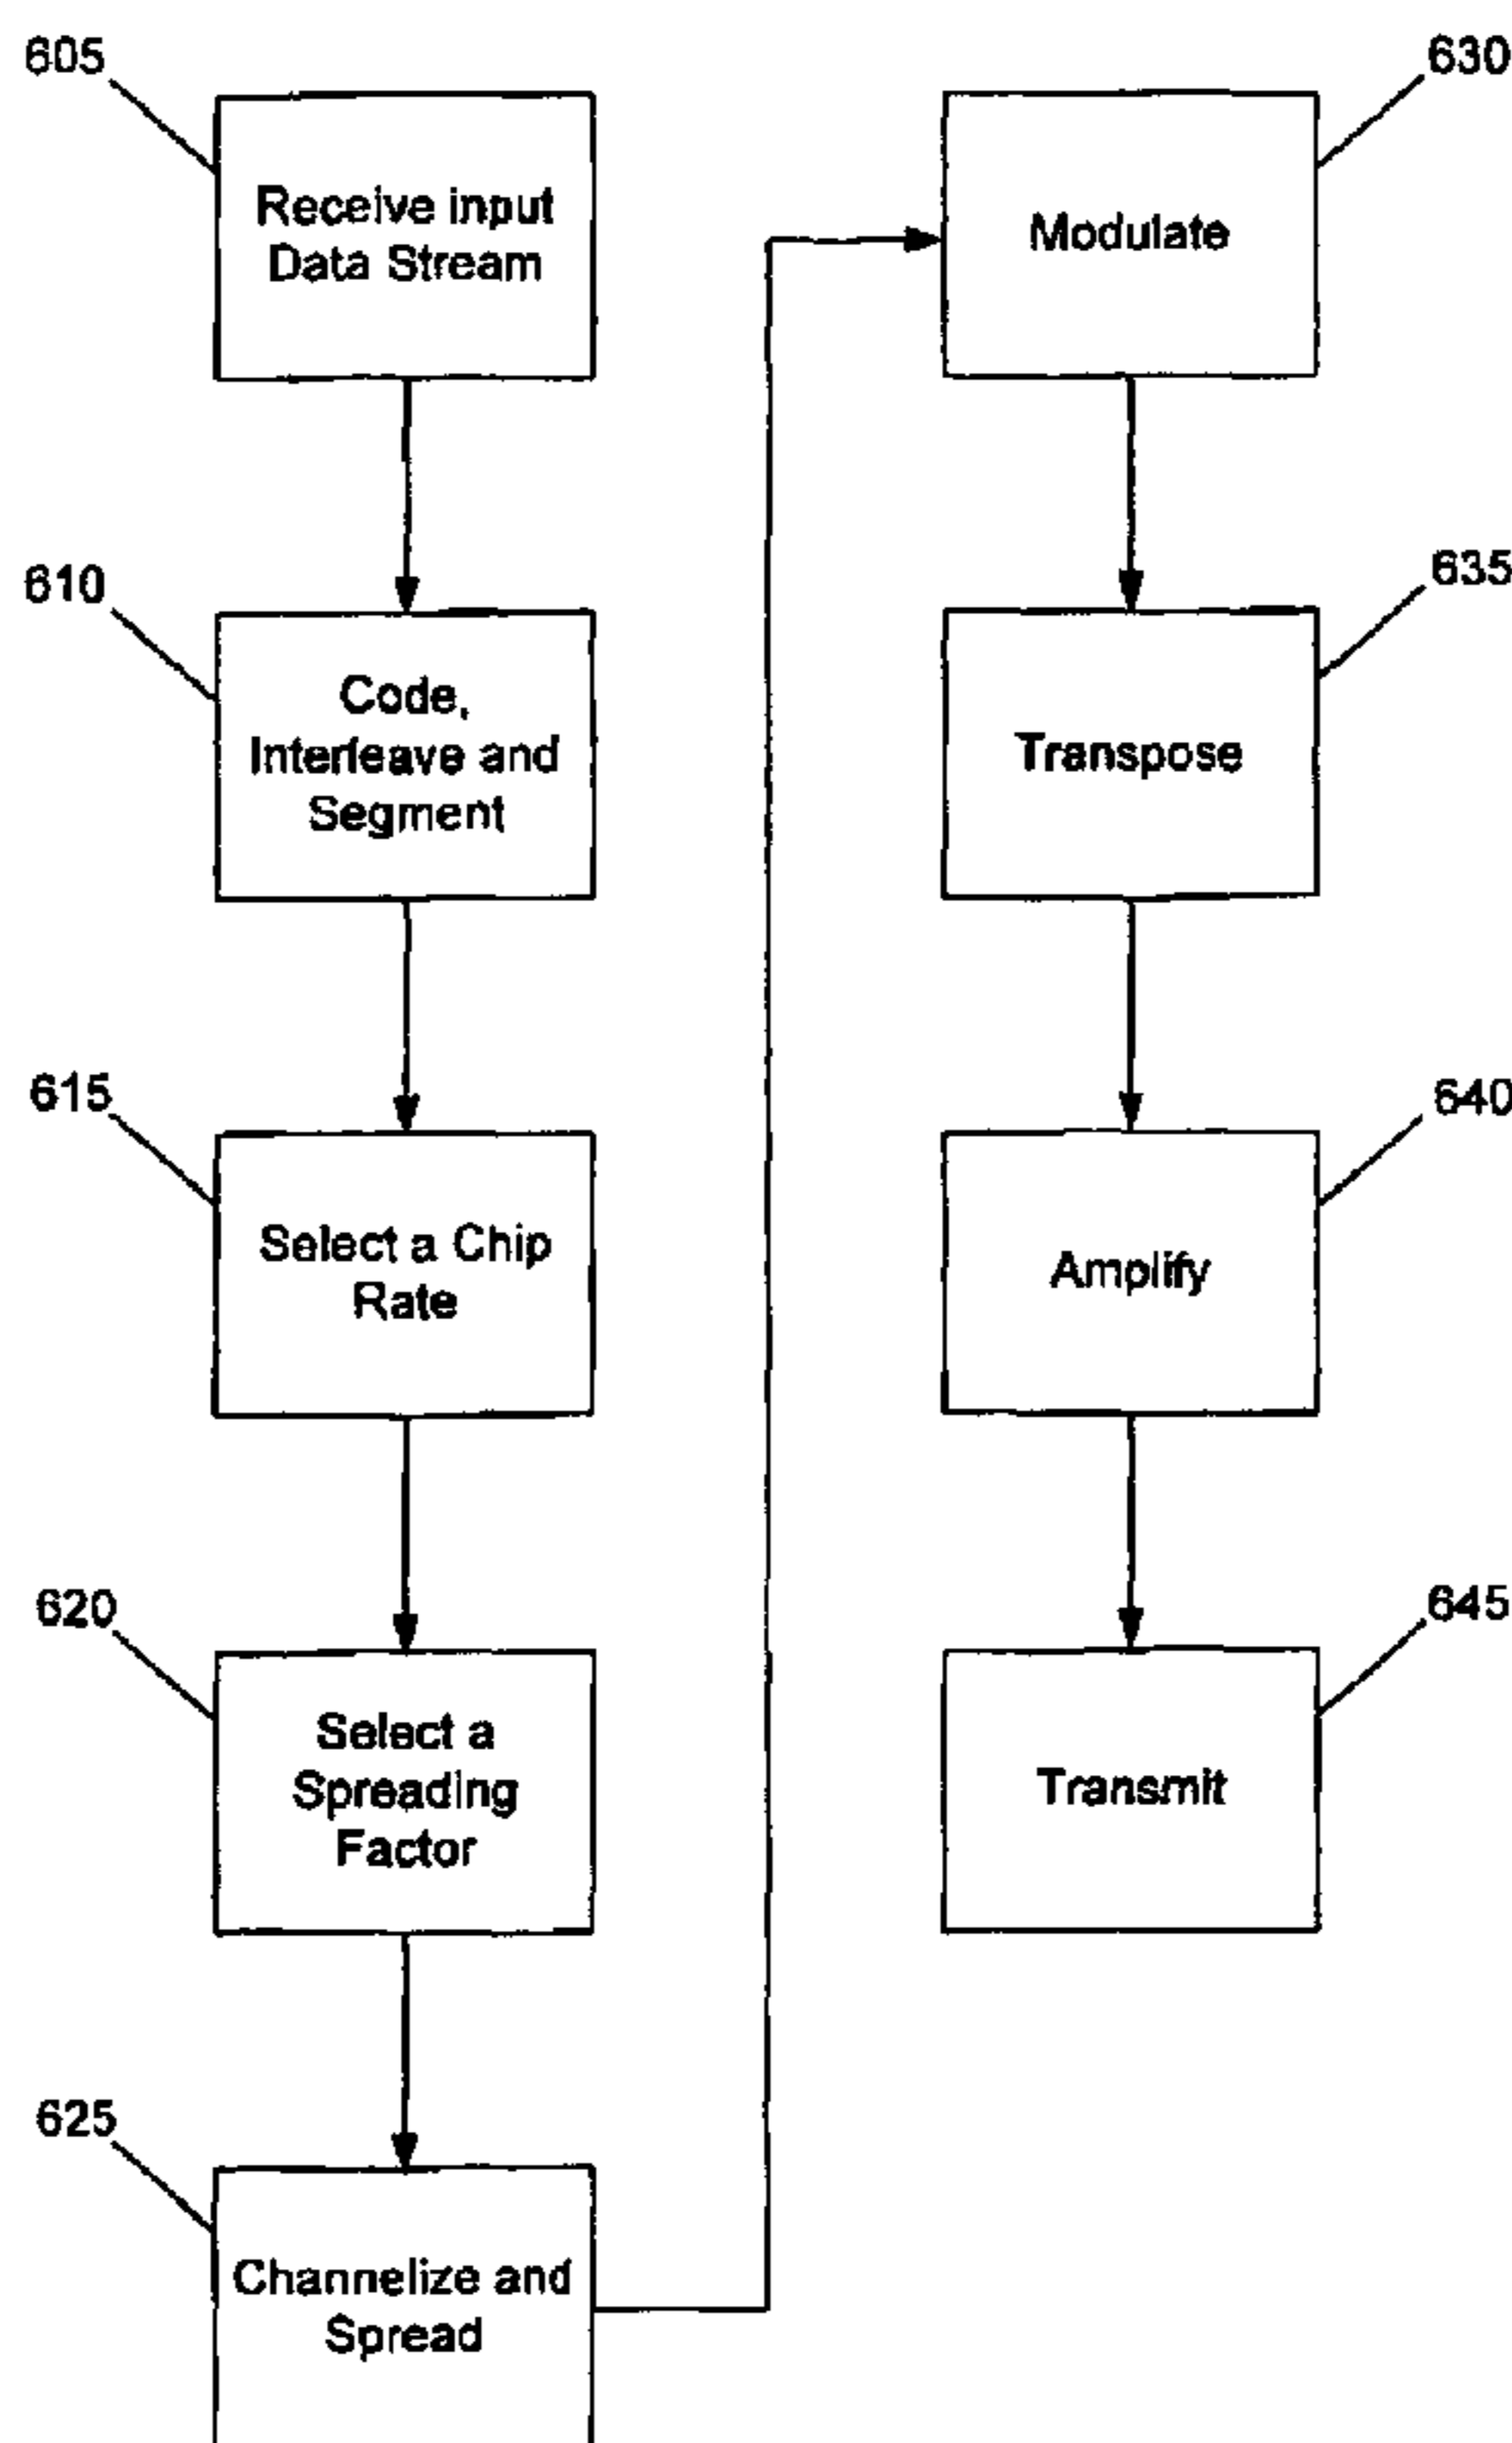 605
Receive input
Data Stream
610
Code,
Interleave and
Segment
615
Select a Chip
Rate
620
Select a
Spreading
Factor
625
Channelize and
Spread
630
Modulate
635
Transpose
640
Amplify
645
Transmit